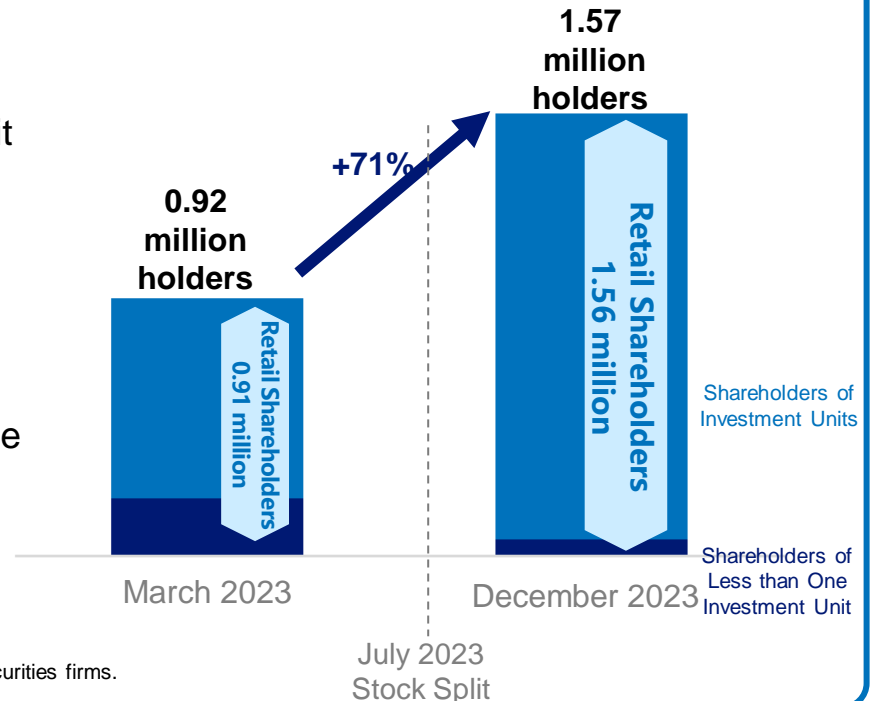 1.57
million
holders
it
+71%
0.92
million
holders
Retail Shareholders
0.91 million
Retail Shareholders
1.56 million
Shareholders of
Investment Units
e
Shareholders of
Less than One
Investment Unit
March 2023
December 2023
July 2023
Stock Split
curities firms.